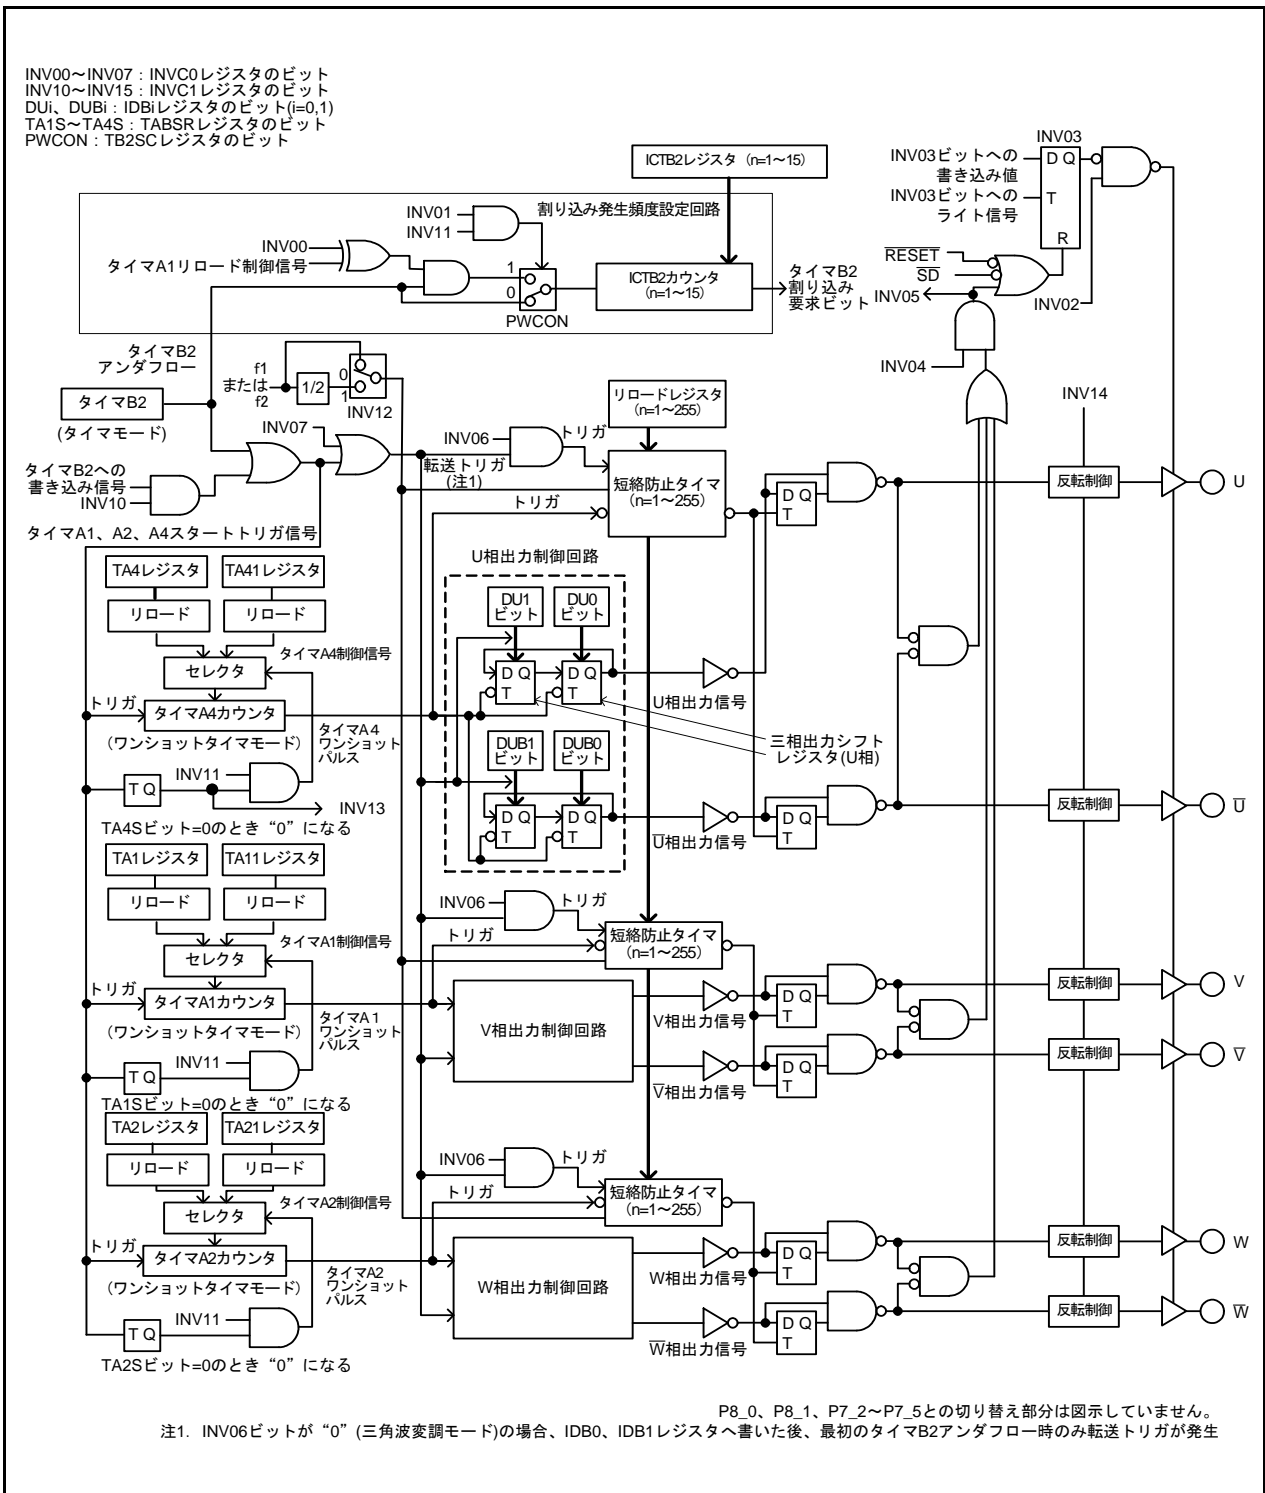 INV00～INV07：INVC0レジスタのビット
INV10～INV15：INVC1レジスタのビット
DUi、DUBi：IDBiレジスタのビット(i=0,1)
TA1S～TA4S：TABSRレジスタのビット
PWCON：TB2SCレジスタのビット
ICTB2レジスタ（n=1～15）
INV03
INV03ビットへの
書き込み値
INV03ビットへの
ライト信号
D Q
T
R
割り込み発生頻度設定回路
INV01
INV11
INV00
タイマA1リロード制御信号
1
0
PWCON
ICTB2カウンタ
(n=1～15)
タイマB2
割り込み
要求ビット
RESET
SD
INV05
INV02
INV04
INV14
タイマB2
アンダフロー
f1
または
f2
1/2
0
1
INV12
タイマB2
(タイマモード)
INV07
INV06
トリガ
転送トリガ
(注1)
リロードレジスタ
(n=1～255)
短絡防止タイマ
(n=1～255)
トリガ
タイマB2への
書き込み信号
INV10
タイマA1、A2、A4スタートトリガ信号
D Q
T
反転制御
U
TA4レジスタ
TA41レジスタ
リロード
リロード
タイマA4制御信号
セレクタ
トリガ
タイマA4カウンタ
(ワンショットタイマモード)
タイマA4
ワンショット
パルス
INV11
T Q
INV13
TA4Sビット=0のとき“0”になる
U相出力制御回路
DU1
ビット
DU0
ビット
D Q
T
D Q
T
U相出力信号
三相出力シフト
レジスタ(U相)
DUB1
ビット
DUB0
ビット
D Q
T
D Q
T
U相出力信号
D Q
T
反転制御
U
TA1レジスタ
TA11レジスタ
リロード
リロード
タイマA1制御信号
セレクタ
トリガ
タイマA1カウンタ
(ワンショットタイマモード)
タイマA1
ワンショット
パルス
INV11
T Q
TA1Sビット=0のとき“0”になる
INV06
トリガ
トリガ
短絡防止タイマ
(n=1～255)
V相出力制御回路
V相出力信号
V相出力信号
D Q
T
D Q
T
反転制御
V
反転制御
V
TA2レジスタ
TA21レジスタ
リロード
リロード
タイマA2制御信号
セレクタ
トリガ
タイマA2カウンタ
(ワンショットタイマモード)
タイマA2
ワンショット
パルス
INV11
T Q
TA2Sビット=0のとき“0”になる
INV06
トリガ
トリガ
短絡防止タイマ
(n=1～255)
W相出力制御回路
W相出力信号
W相出力信号
D Q
T
D Q
T
反転制御
W
反転制御
W
P8_0、P8_1、P7_2～P7_5との切り替え部分は図示していません。
注1. INV06ビットが“0”(三角波変調モード)の場合、IDB0、IDB1レジスタへ書いた後、最初のタイマB2アンダフロー時のみ転送トリガが発生